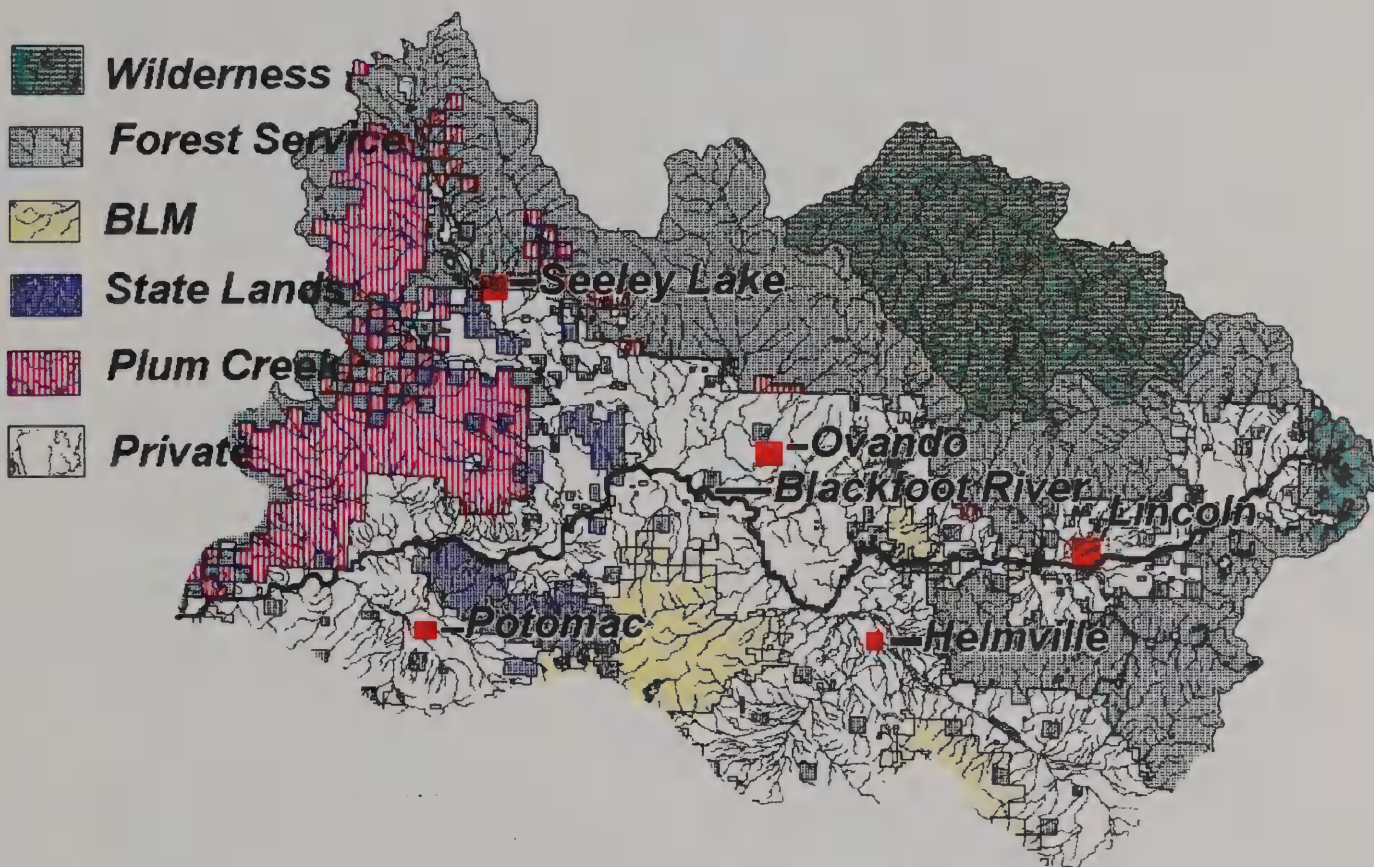 Wilderness
Forest Service
BLM
State Lands
Plum Creek
Private
Seeley Lake
Ovando
Blackfoot River
Lincoln
Potomac
Helmville